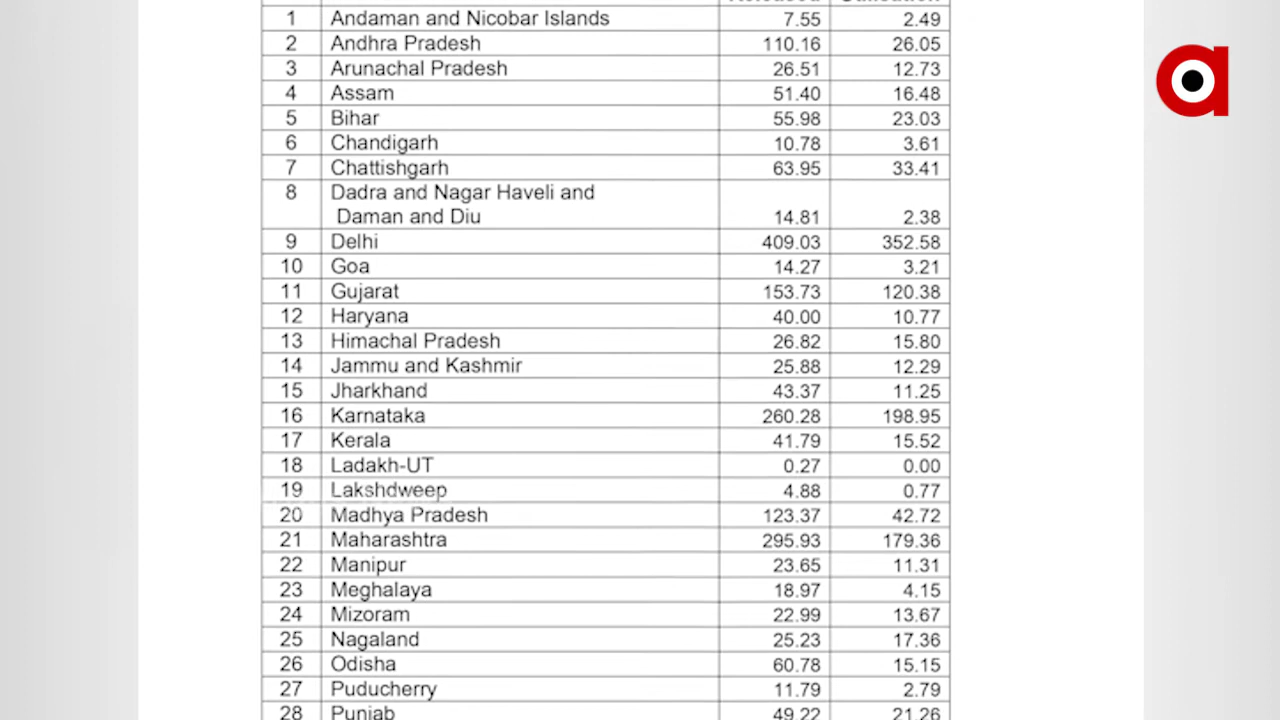 1 Andaman and Nicobar Islands 7.55 2.49
2 Andhra Pradesh 110.16 26.05
3 Arunachal Pradesh 26.51 12.73
4 Assam 51.40 16.48
5 Bihar 55.98 23.03
6 Chandigarh 10.78 3.61
7 Chattishgarh 63.95 33.41
8 Dadra and Nagar Haveli and
Daman and Diu 14.81 2.38
9 Delhi 409.03 352.58
10 Goa 14.27 3.21
11 Gujarat 153.73 120.38
12 Haryana 40.00 10.77
13 Himachal Pradesh 26.82 15.80
14 Jammu and Kashmir 25.88 12.29
15 Jharkhand 43.37 11.25
16 Karnataka 260.28 198.95
17 Kerala 41.79 15.52
18 Ladakh-UT 0.27 0.00
19 Lakshdweep 4.88 0.77
20 Madhya Pradesh 123.37 42.72
21 Maharashtra 295.93 179.36
22 Manipur 23.65 11.31
23 Meghalaya 18.97 4.15
24 Mizoram 22.99 13.67
25 Nagaland 25.23 17.36
26 Odisha 60.78 15.15
27 Puducherry 11.79 2.79
28 Punjab 49.22 21.26